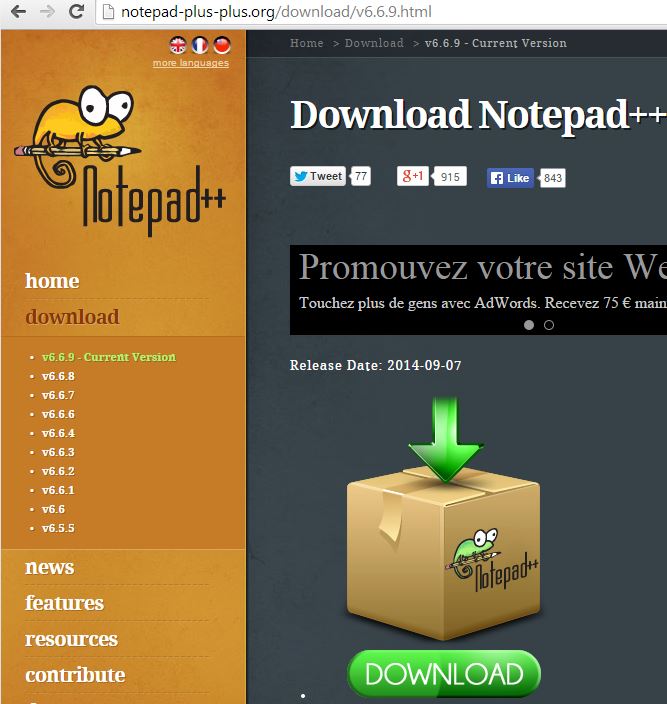 notepad-plus-plus.org/download/v6.6.9.html
more languages
Notepad++
home
download
v6.6.9 - Current Version
v6.6.8
v6.6.7
v6.6.6
v6.6.4
v6.6.3
v6.6.2
v6.6.1
v6.6
v6.5.5
news
features
resources
contribute
Home > Download > v6.6.9 - Current Version
Download Notepad++
Tweet 77
g+1 915
f Like 843
Promouvez votre site We
Touchez plus de gens avec AdWords. Recevez 75 € main
Release Date: 2014-09-07
Notepad++
DOWNLOAD